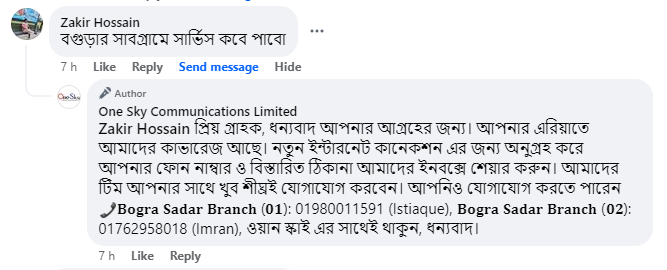 Zakir Hossain
বগুড়ার সাবগ্রামে সার্ভিস কবে পাবো
7 h Like Reply Send message Hide
Author
One Sky Communications Limited
Zakir Hossain প্রিয় গ্রাহক, ধন্যবাদ আপনার আগ্রহের জন্য। আপনার এরিয়াতে
আমাদের কাভারেজ আছে। নতুন ইন্টারনেট কানেকশন এর জন্য অনুগ্রহ করে
আপনার ফোন নাম্বার ও বিস্তারিত ঠিকানা আমাদের ইনবক্সে শেয়ার করুন। আমাদের
টিম আপনার সাথে খুব শীঘ্রই যোগাযোগ করবেন। আপনিও যোগাযোগ করতে পারেন
Bogra Sadar Branch (01): 01980011591 (Istiaque), Bogra Sadar Branch (02):
01762958018 (Imran), ওয়ান স্কাই এর সাথেই থাকুন, ধন্যবাদ।
7 h Like Reply